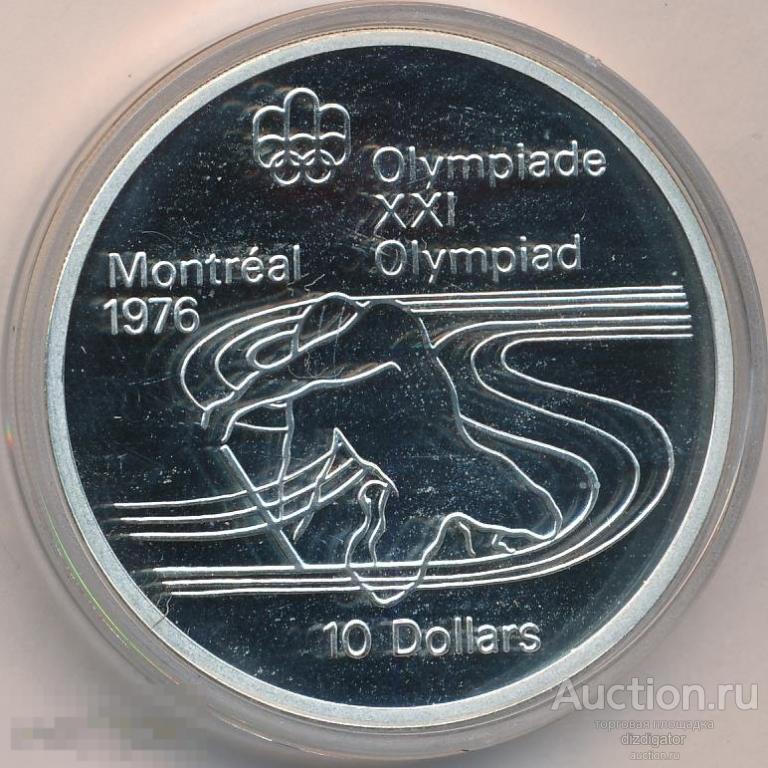 Olympiade
XXI
Olympiad
Montréal
1976
10 Dollars
Auction.ru
торговая площадка
dizdigator
auction.ru